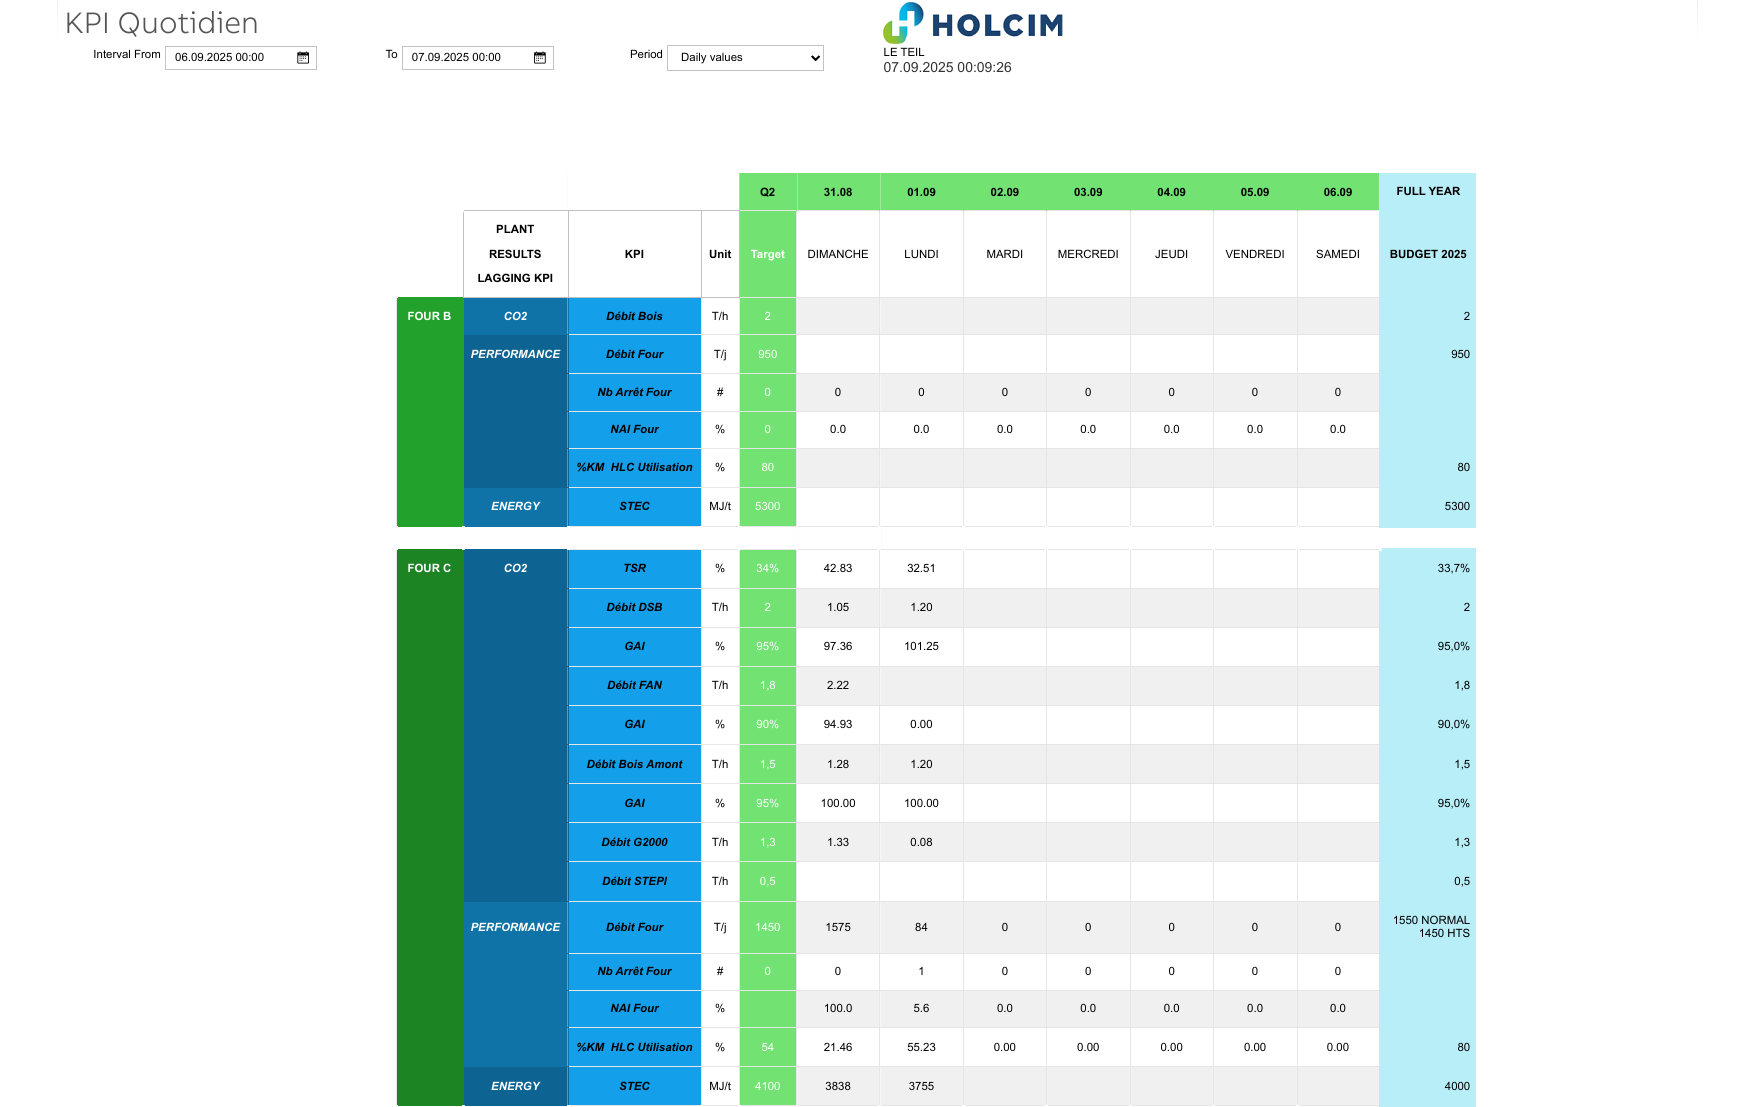 KPI Quotidien
HOLCIM
Interval From 06.09.2025 00:00 To 07.09.2025 00:00 Period Daily values
LE TEIL
07.09.2025 00:09:26
Q2 31.08 01.09 02.09 03.09 04.09 05.09 06.09 FULL YEAR
PLANT
RESULTS KPI Unit Target DIMANCHE LUNDI MARDI MERCREDI JEUDI VENDREDI SAMEDI BUDGET 2025
LAGGING KPI
FOUR B CO2 Débit Bois T/h 2 2
PERFORMANCE Débit Four T/j 950 950
Nb Arrêt Four # 0 0 0 0 0 0 0 0
NAI Four % 0 0.0 0.0 0.0 0.0 0.0 0.0 0.0
%KM HLC Utilisation % 80 80
ENERGY STEC MJ/t 5300 5300
FOUR C CO2 TSR % 34% 42.83 32.51 33,7%
Débit DSB T/h 2 1.05 1.20 2
GAI % 95% 97.36 101.25 95,0%
Débit FAN T/h 1,8 2.22 1,8
GAI % 90% 94.93 0.00 90,0%
Débit Bois Amont T/h 1,5 1.28 1.20 1,5
GAI % 95% 100.00 100.00 95,0%
Débit G2000 T/h 1,3 1.33 0.08 1,3
Débit STEPI T/h 0,5 0,5
PERFORMANCE Débit Four T/j 1450 1575 84 0 0 0 0 0 1550 NORMAL
1450 HTS
Nb Arrêt Four # 0 0 1 0 0 0 0 0
NAI Four % 100.0 5.6 0.0 0.0 0.0 0.0 0.0
%KM HLC Utilisation % 54 21.46 55.23 0.00 0.00 0.00 0.00 0.00 80
ENERGY STEC MJ/t 4100 3838 3755 4000